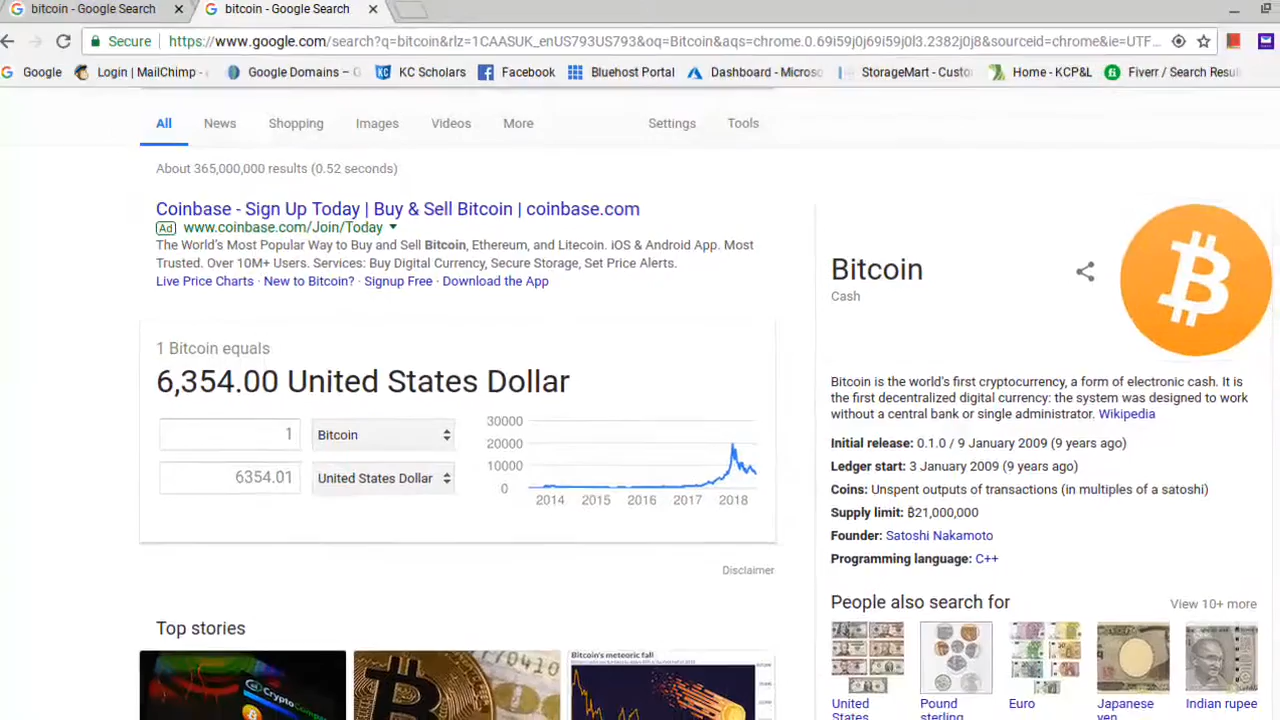 bitcoin - Google Search
bitcoin - Google Search
Secure https://www.google.com/search?q=bitcoin&rlz=1CAASUK_enUS793US793&oq=Bitcoin&aqs=chrome.0.69i59j0j69i59j0l3.2382j0j8&sourceid=chrome&ie=UTF...
Google Login | MailChimp - Google Domains – G KC Scholars Facebook Bluehost Portal Dashboard - Microso StorageMart - Custo Home - KCP&L Fiverr / Search Resul
All News Shopping Images Videos More Settings Tools
About 365,000,000 results (0.52 seconds)
Coinbase - Sign Up Today | Buy & Sell Bitcoin | coinbase.com
Ad www.coinbase.com/Join/Today
The World's Most Popular Way to Buy and Sell Bitcoin, Ethereum, and Litecoin. iOS & Android App. Most
Trusted. Over 10M+ Users. Services: Buy Digital Currency, Secure Storage, Set Price Alerts.
Live Price Charts · New to Bitcoin? · Signup Free · Download the App
1 Bitcoin equals
6,354.00 United States Dollar
1 Bitcoin
6354.01 United States Dollar
30000
20000
10000
0
2014 2015 2016 2017 2018
Disclaimer
Top stories
CryptoCompa
Bitcoin's meteoric fall
Bitcoin
Cash
Bitcoin is the world's first cryptocurrency, a form of electronic cash. It is
the first decentralized digital currency: the system was designed to work
without a central bank or single administrator. Wikipedia
Initial release: 0.1.0 / 9 January 2009 (9 years ago)
Ledger start: 3 January 2009 (9 years ago)
Coins: Unspent outputs of transactions (in multiples of a satoshi)
Supply limit: ₿21,000,000
Founder: Satoshi Nakamoto
Programming language: C++
People also search for View 10+ more
United States
Pound sterling
Euro
Japanese yen
Indian rupee